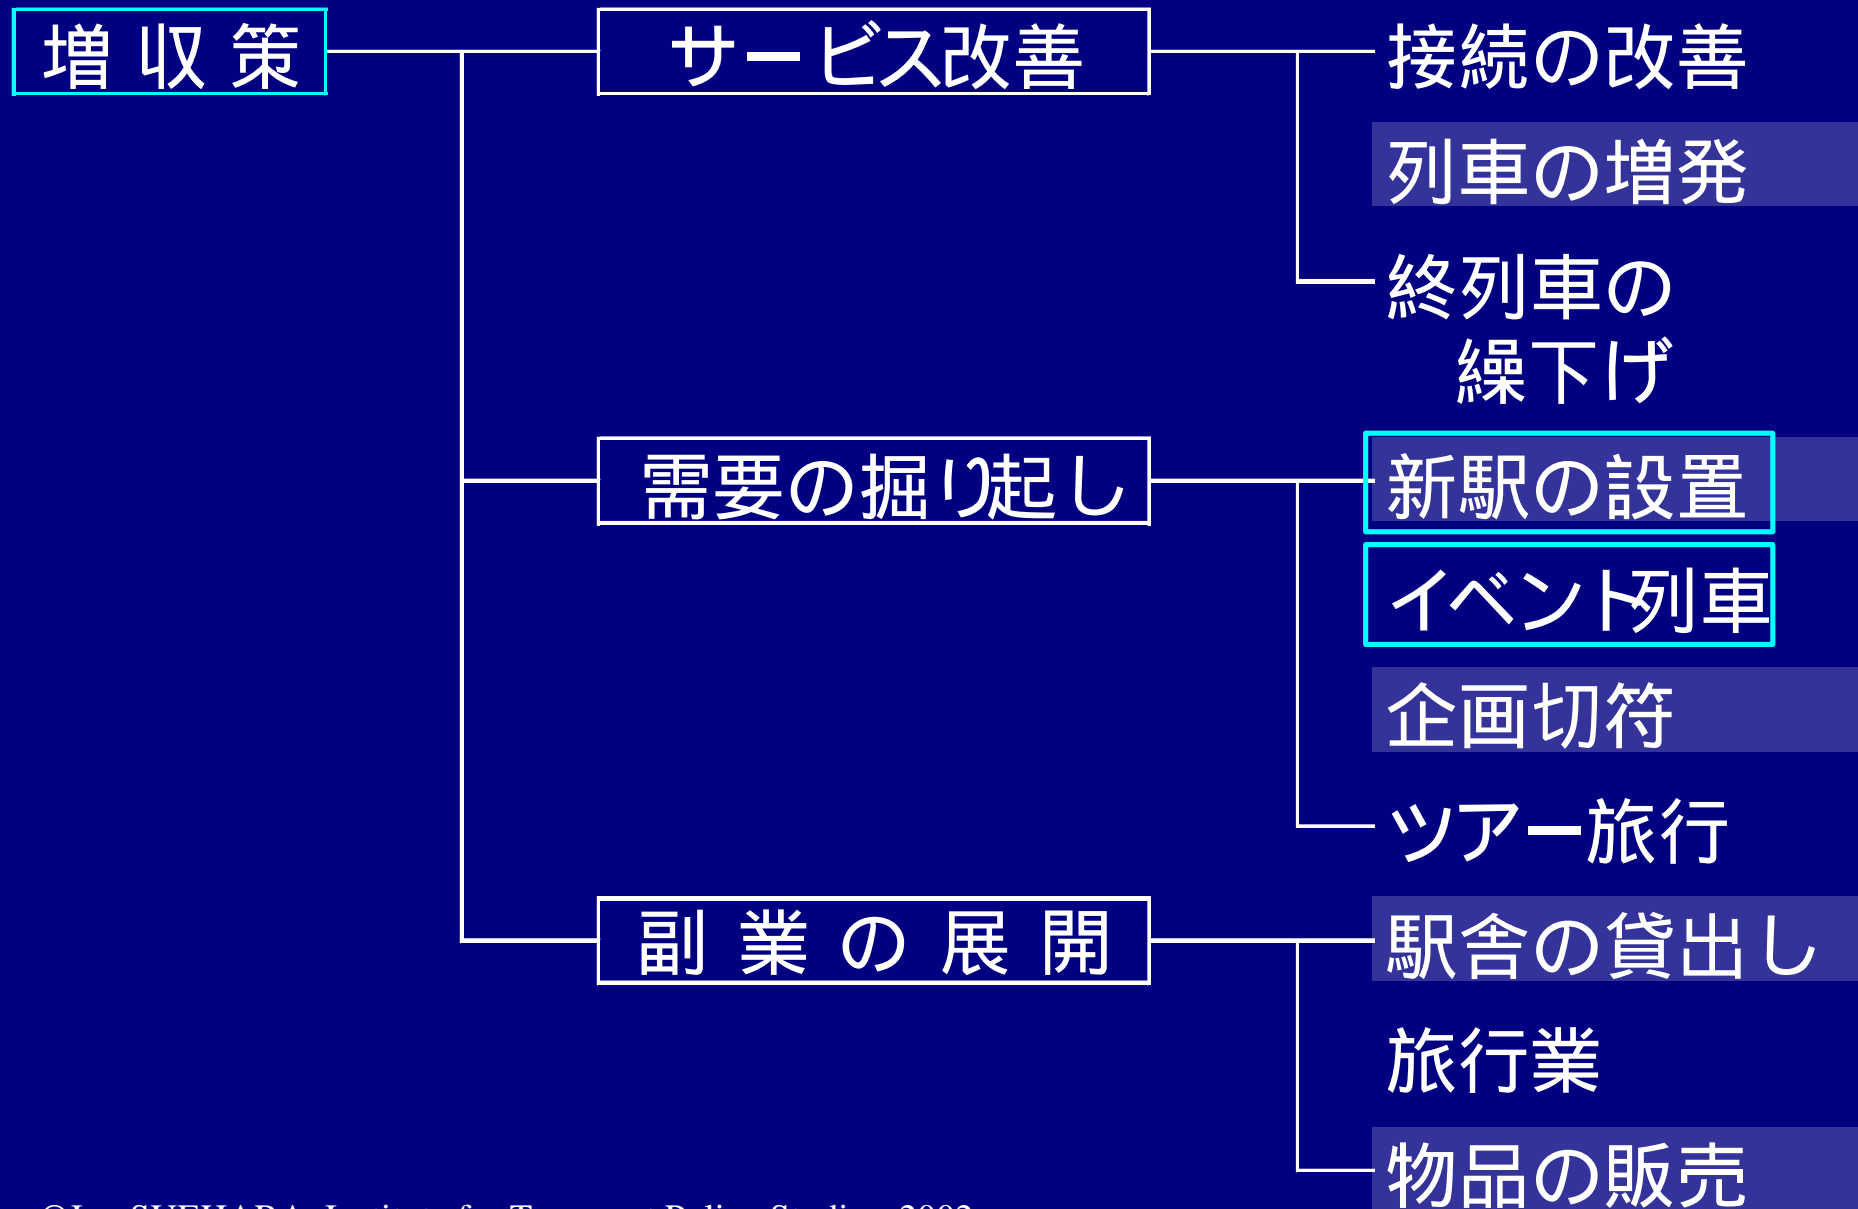 増収策
サービス改善
接続の改善
列車の増発
終列車の
繰下げ
需要の掘り起し
新駅の設置
イベント列車
企画切符
ツアー旅行
副業の展開
駅舎の貸出し
旅行業
物品の販売